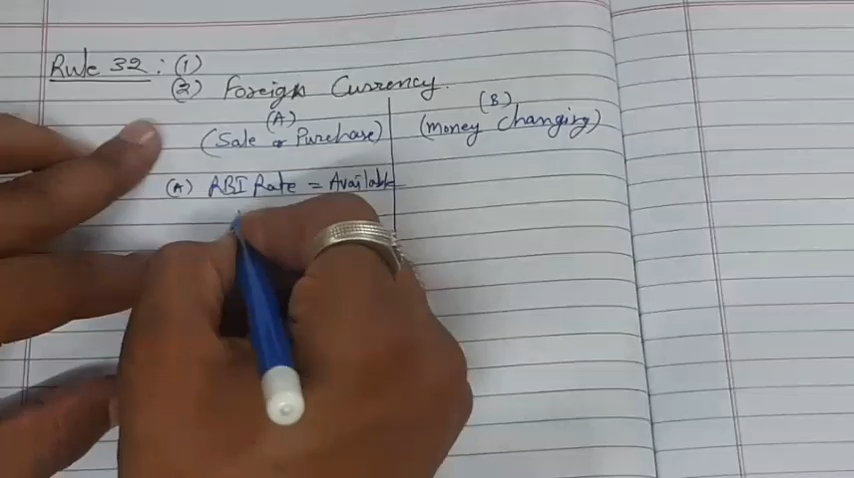 Rule 32 : (1)
(2) Foreign Currency.
(A) (B)
(Sale or Purchase) (money Changing)
(A) RBI Rate = Available